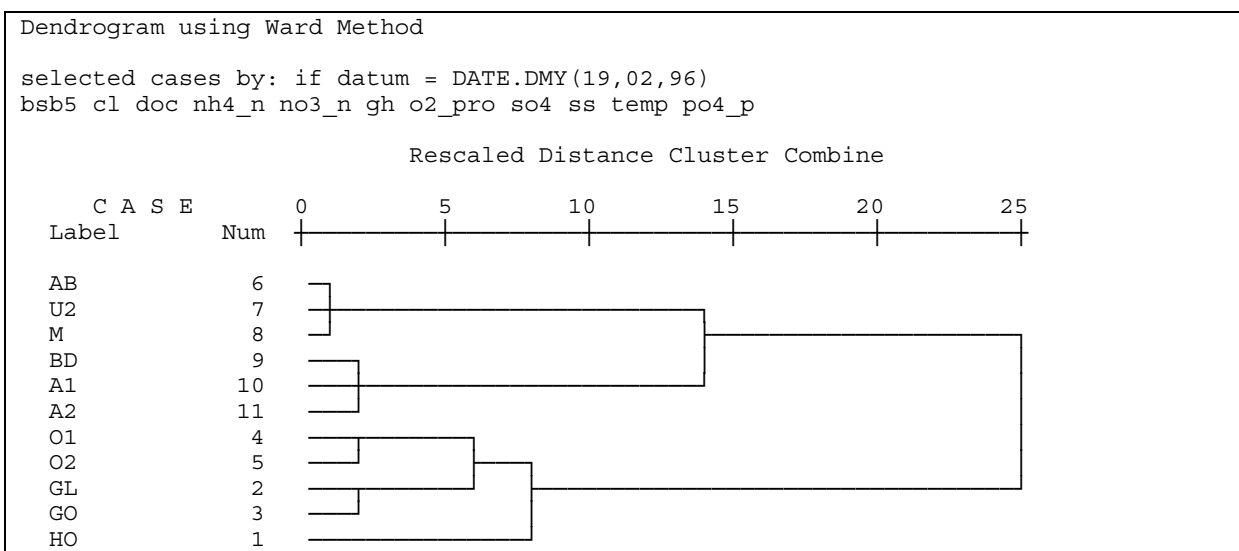 Dendrogram using Ward Method
selected cases by: if datum = DATE.DMY(19,02,96)
bsb5 cl doc nh4_n no3_n gh o2_pro so4 ss temp po4_p
Rescaled Distance Cluster Combine
C A S E 0 5 10 15 20 25
Label Num
AB 6
U2 7
M 8
BD 9
A1 10
A2 11
O1 4
O2 5
GL 2
GO 3
HO 1